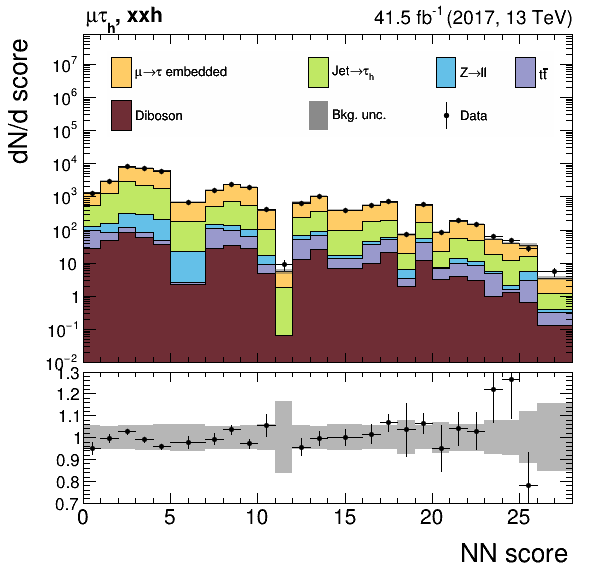 μτh, xxh 41.5 fb⁻¹ (2017, 13 TeV)
dN/d score
μ→τ embedded Jet→τh Z→ll tt̄
Diboson Bkg. unc. Data
10⁷
10⁶
10⁵
10⁴
10³
10²
10
1
10⁻¹
10⁻²
1.3
1.2
1.1
1
0.9
0.8
0.7
0 5 10 15 20 25
NN score